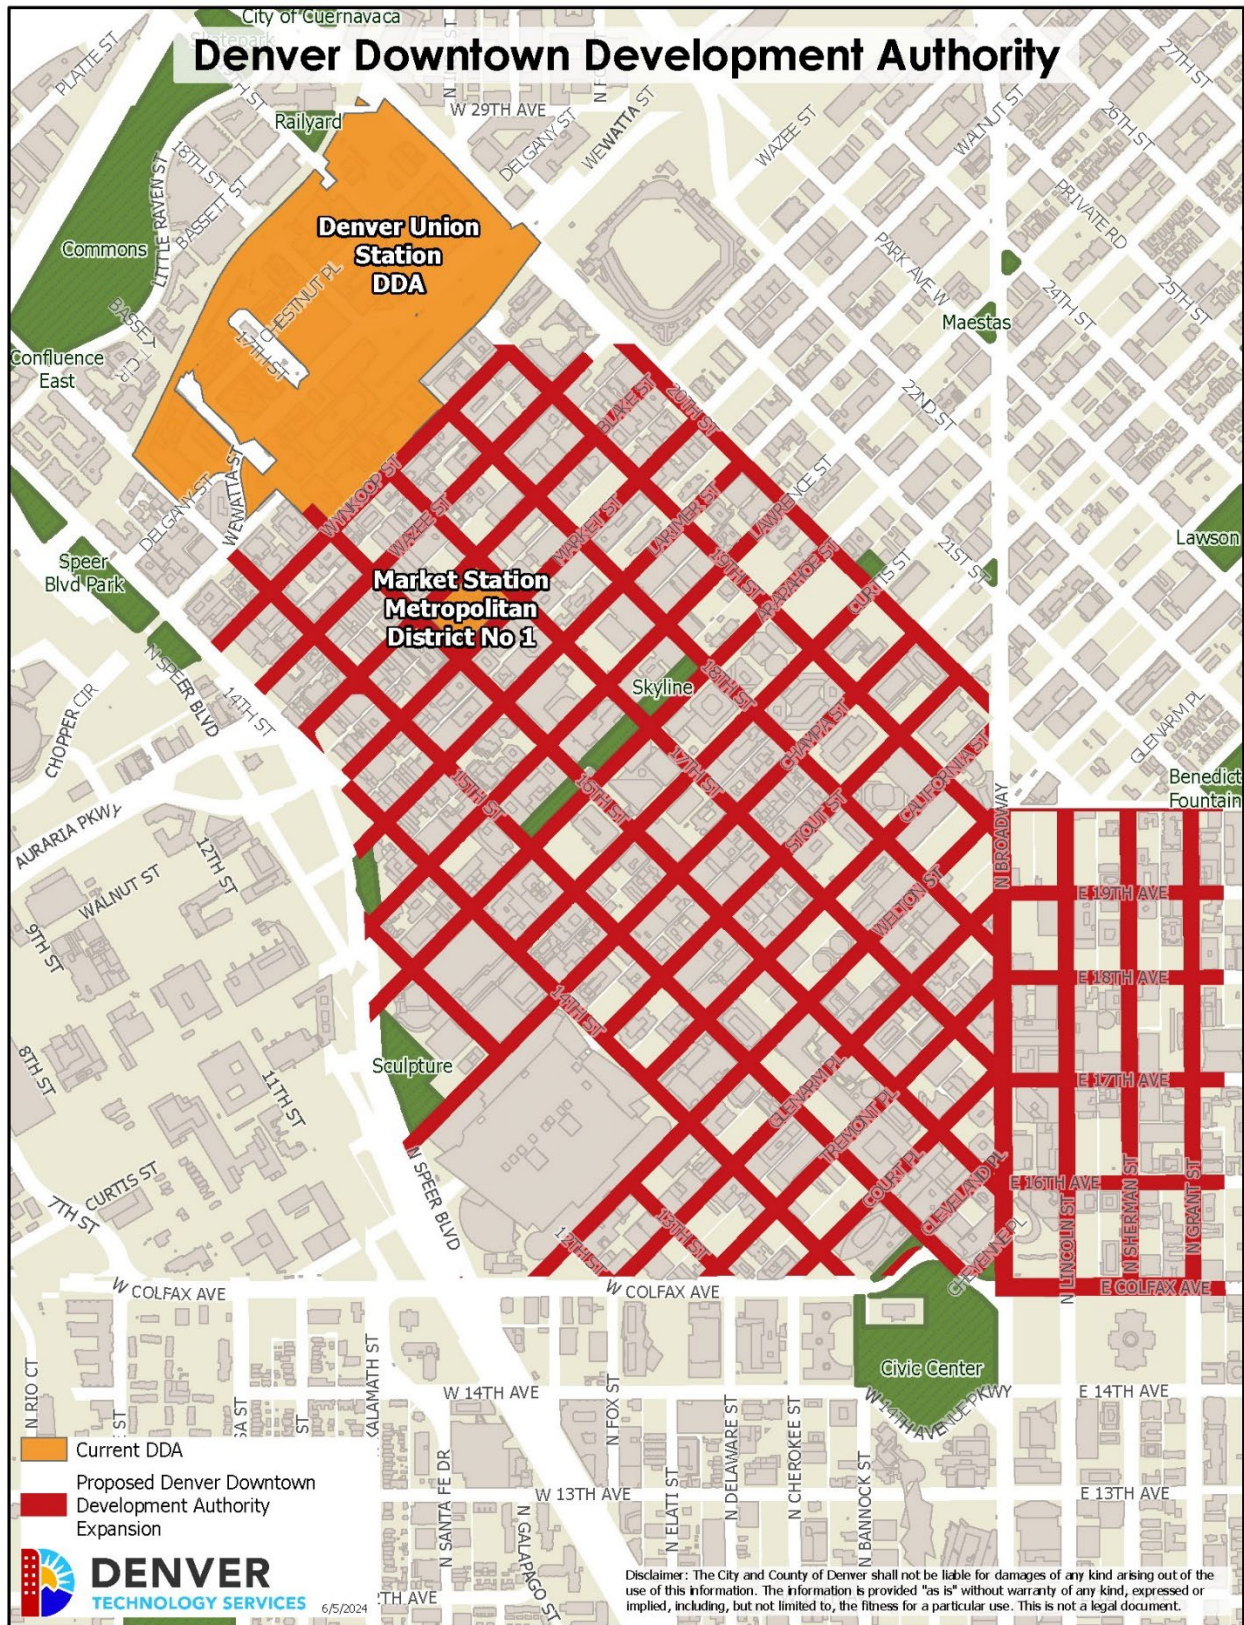 City of Cuernavaca
Skatepark
Denver Downtown Development Authority
PLATTE ST
27TH ST
W 29TH AVE
Railyard
DELGANY ST
WEWATTA ST
WAZEE ST
WALNUT ST
26TH ST
18TH ST
LITTLE RAVEN ST
BASSETT ST
PRIVATE RD
Commons
Denver Union
Station
DDA
PARK AVE W
24TH ST
25TH ST
CHESTNUT PL
17TH ST
BASSETT CIR
Maestas
Confluence
East
BLAKE ST
20TH ST
22ND ST
DELGANY ST
WEWATTA ST
WYNKOOP ST
WAZEE ST
MARKET ST
LARIMER ST
LAWRENCE ST
Speer
Blvd Park
Lawson
21ST ST
Market Station
Metropolitan
District No 1
19TH ST
ARAPAHOE ST
CURTIS ST
N SPEER BLVD
14TH ST
Skyline
18TH ST
CHOPPER CIR
CHAMPA ST
17TH ST
CALIFORNIA ST
GLENARM PL
Benedict
Fountain
15TH ST
16TH ST
STOUT ST
N BROADWAY
AURARIA PKWY
12TH ST
WALNUT ST
WELTON ST
E 19TH AVE
9TH ST
E 18TH AVE
14TH ST
8TH ST
Sculpture
11TH ST
GLENARM PL
TREMONT PL
E 17TH AVE
COURT PL
CLEVELAND PL
E 16TH AVE
CURTIS ST
7TH ST
N SPEER BLVD
12TH ST
13TH ST
CHEYENNE PL
N LINCOLN ST
N SHERMAN ST
N GRANT ST
W COLFAX AVE
W COLFAX AVE
E COLFAX AVE
Civic Center
N RIO CT
KALAMATH ST
W 14TH AVE
W 14TH AVENUE PKWY
E 14TH AVE
N FOX ST
N DELAWARE ST
N CHEROKEE ST
N BANNOCK ST
N SANTA FE DR
W 13TH AVE
E 13TH AVE
N ELATI ST
N GALAPAGO ST
Current DDA
Proposed Denver Downtown
Development Authority
Expansion
DENVER
TECHNOLOGY SERVICES
6/5/2024
TH AVE
Disclaimer: The City and County of Denver shall not be liable for damages of any kind arising out of the
use of this information. The information is provided "as is" without warranty of any kind, expressed or
implied, including, but not limited to, the fitness for a particular use. This is not a legal document.